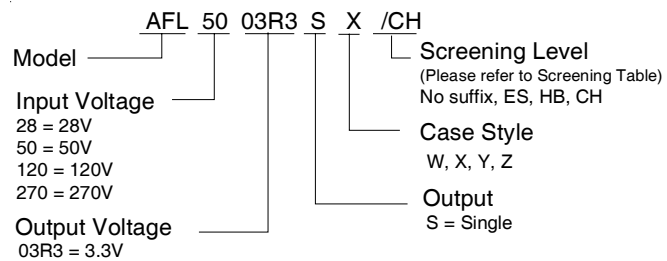 AFL 50 03R3 S X /CH
Model
Input Voltage
28 = 28V
50 = 50V
120 = 120V
270 = 270V
Output Voltage
03R3 = 3.3V
Screening Level
(Please refer to Screening Table)
No suffix, ES, HB, CH
Case Style
W, X, Y, Z
Output
S = Single